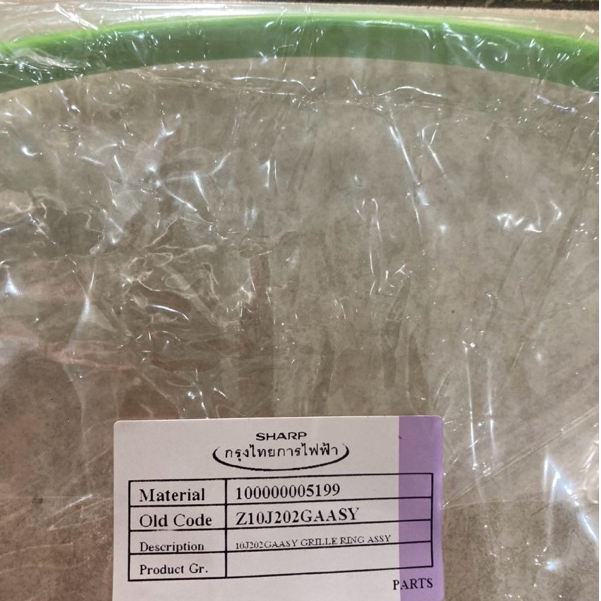 SHARP
กรุงไทยการไฟฟ้า
Material 100000005199
Old Code Z10J202GAASY
Description 10J202GAASY GRILLE RING ASSY
Product Gr.
PARTS